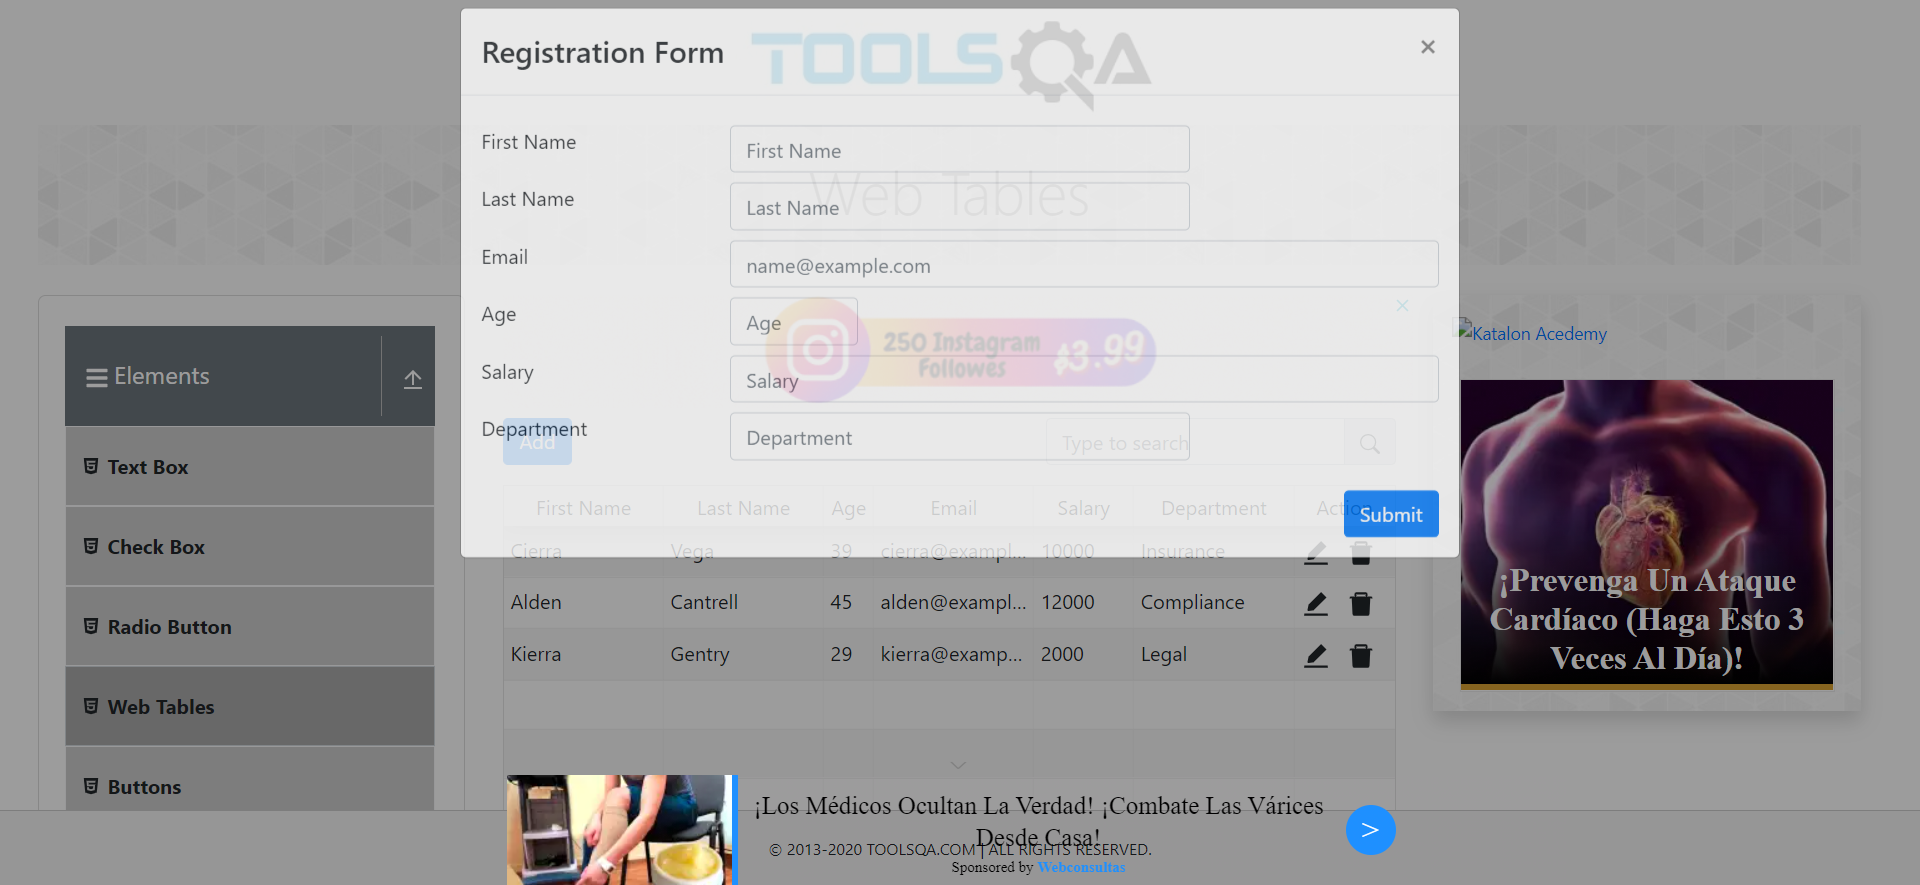 TOOLSQA
Registration Form
×
First Name
First Name
Web Tables
Last Name
Last Name
Email
name@example.com
Age
Age
250 Instagram
Followes
$3.99
Salary
Salary
Department
Department
Add
Type to search
Submit
First Name Last Name Age Email Salary Department Action
Cierra Vega 39 cierra@exampl... 10000 Insurance
Alden Cantrell 45 alden@exampl... 12000 Compliance
Kierra Gentry 29 kierra@examp... 2000 Legal
Elements
Text Box
Check Box
Radio Button
Web Tables
Buttons
Katalon Acedemy
¡Prevenga Un Ataque
Cardíaco (Haga Esto 3
Veces Al Día)!
¡Los Médicos Ocultan La Verdad! ¡Combate Las Várices
Desde Casa!
>
© 2013-2020 TOOLSQA.COM | ALL RIGHTS RESERVED.
Sponsored by Webconsultas